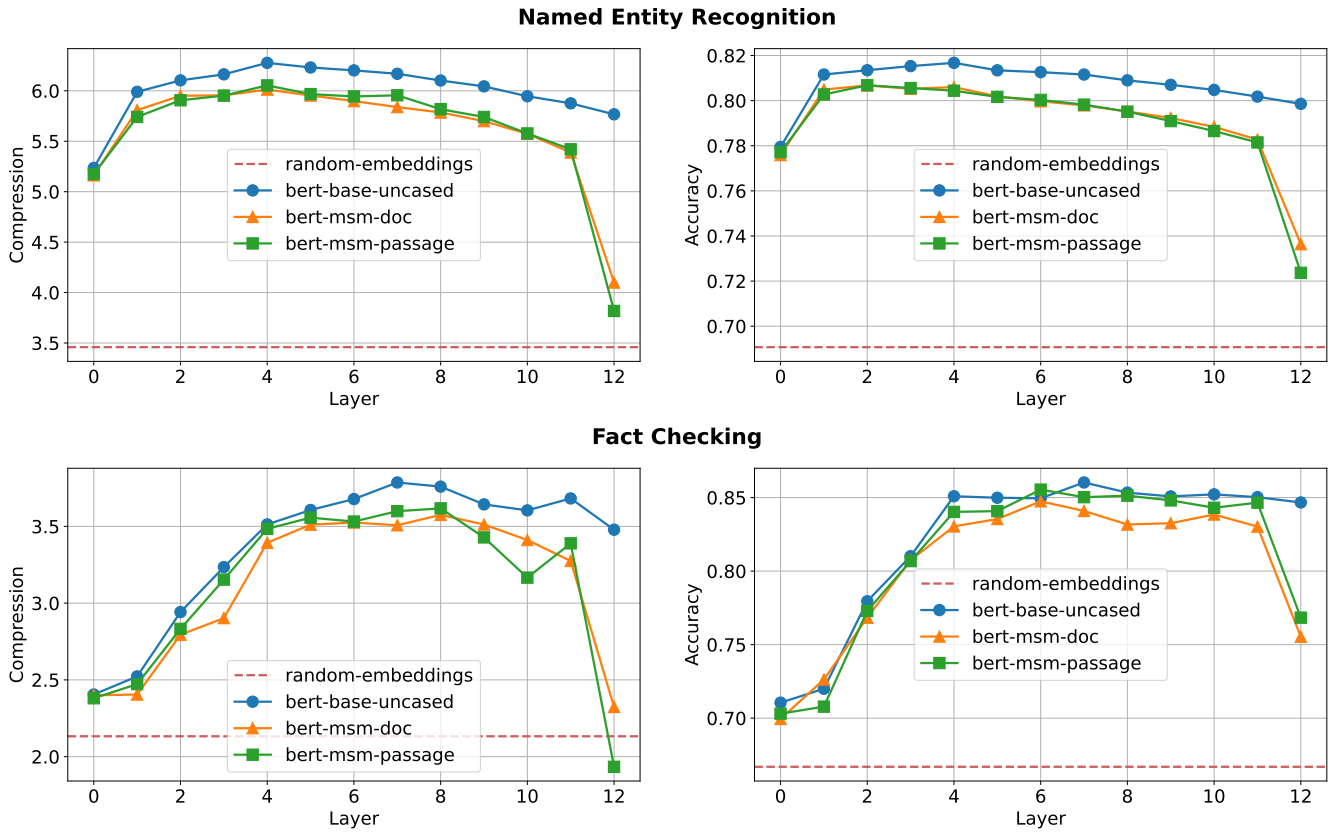 Named Entity Recognition
Compression
6.0
5.5
5.0
4.5
4.0
3.5
random-embeddings
bert-base-uncased
bert-msm-doc
bert-msm-passage
0 2 4 6 8 10 12
Layer
Accuracy
0.82
0.80
0.78
0.76
0.74
0.72
0.70
random-embeddings
bert-base-uncased
bert-msm-doc
bert-msm-passage
0 2 4 6 8 10 12
Layer
Fact Checking
Compression
3.5
3.0
2.5
2.0
random-embeddings
bert-base-uncased
bert-msm-doc
bert-msm-passage
0 2 4 6 8 10 12
Layer
Accuracy
0.85
0.80
0.75
0.70
random-embeddings
bert-base-uncased
bert-msm-doc
bert-msm-passage
0 2 4 6 8 10 12
Layer